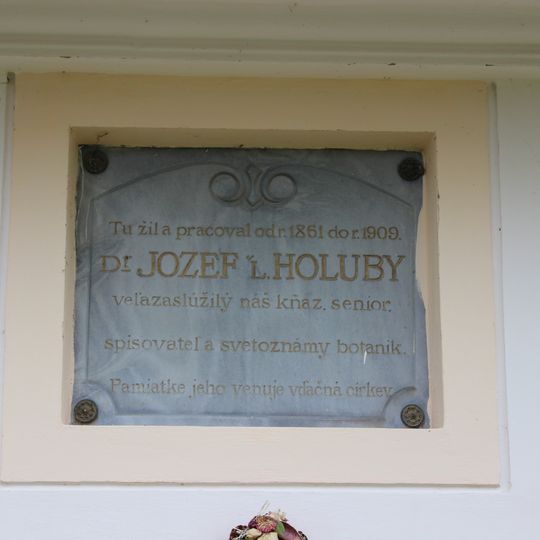 Tu žil a pracoval od r. 1861 do r. 1909.
Dr JOZEF Ľ. HOLUBY
veľazaslúžilý náš kňaz, senior,
spisovateľ a svetoznámy botanik.
Pamiatke jeho venuje vďačná cirkev.